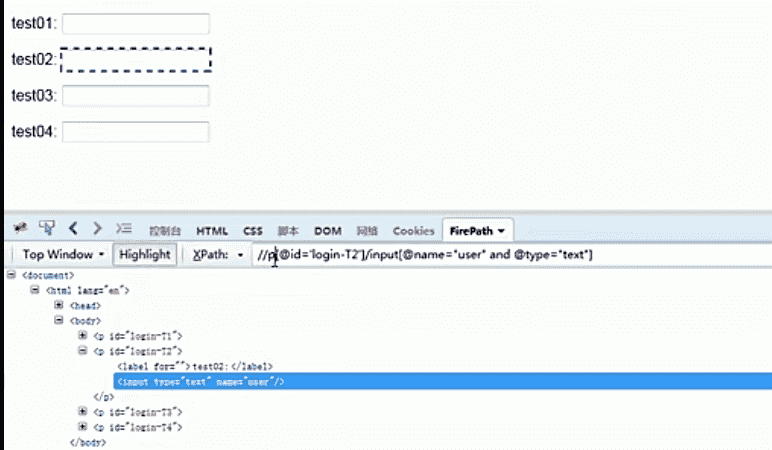 test01:
test02:
test03:
test04:
控制台 HTML CSS 脚本 DOM 网络 Cookies FirePath
Top Window Highlight XPath: //p[@id='login-T2']/input[@name="user" and @type="text"]
<document>
<html lang="en">
<head>
<body>
<p id="login-T1">
<p id="login-T2">
<label for="">test02:</label>
<input type="text" name="user"/>
</p>
<p id="login-T3">
<p id="login-T4">
</body>